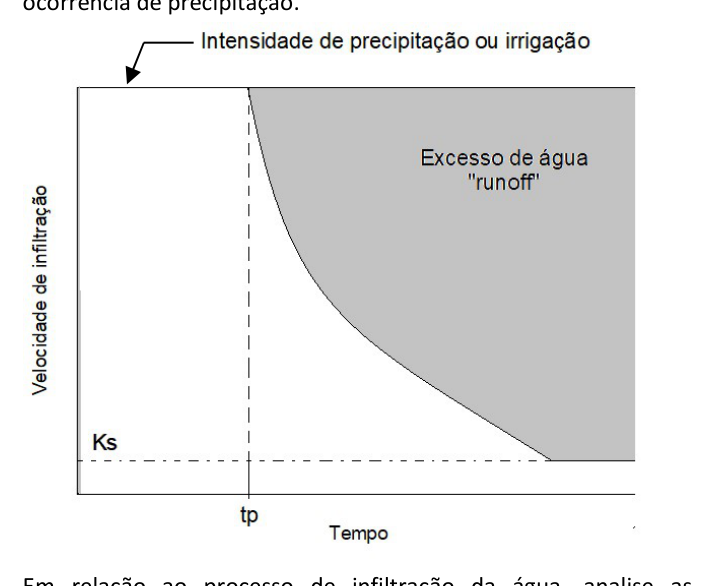 ocorrência de precipitação.
Intensidade de precipitação ou irrigação
Excesso de água
"runoff"
Velocidade de infiltração
Ks
tp
Tempo
Em relação ao processo de infiltração da água, analise as